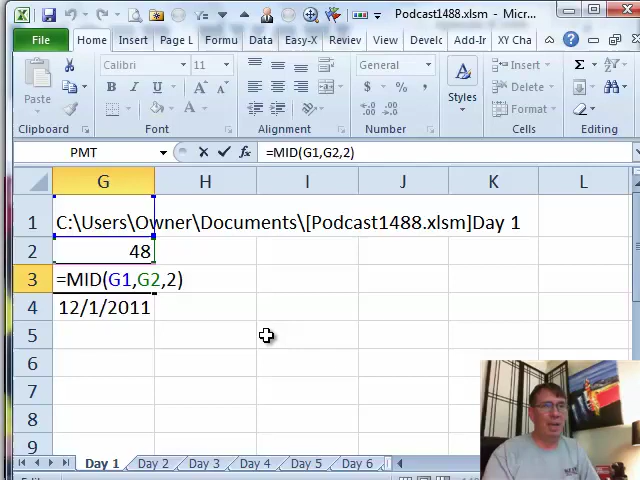 Podcast1488.xlsm - Micr...
File Home Insert Page L Formu Data Easy-X Reviev View Develc Add-Ir XY Cha
Calibri 11 General Insert
Paste B I U Styles Delete
A $ % , Format
Clipboard Font Alignment Number Cells Editing
PMT fx =MID(G1,G2,2)
G H I J K L
1 C:\Users\Owner\Documents\[Podcast1488.xlsm]Day 1
2 48
3 =MID(G1,G2,2)
4 12/1/2011
5
6
7
8
9
Day 1 Day 2 Day 3 Day 4 Day 5 Day 6